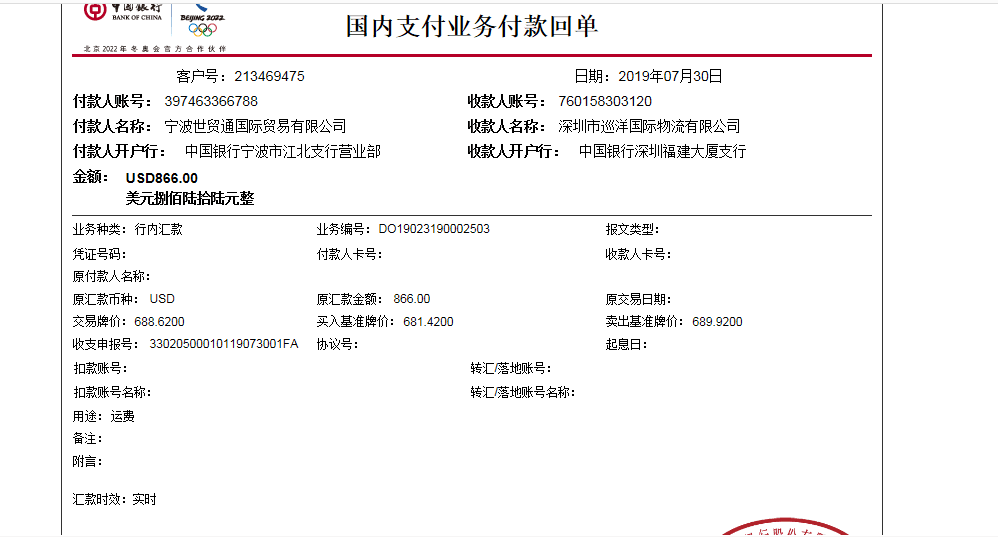 中国银行
BANK OF CHINA
BEIJING 2022
北京2022年冬奥会官方合作伙伴
国内支付业务付款回单
客户号：213469475 日期：2019年07月30日
付款人账号： 397463366788 收款人账号： 760158303120
付款人名称： 宁波世贸通国际贸易有限公司 收款人名称： 深圳市巡洋国际物流有限公司
付款人开户行： 中国银行宁波市江北支行营业部 收款人开户行： 中国银行深圳福建大厦支行
金额： USD866.00
美元捌佰陆拾陆元整
业务种类：行内汇款 业务编号：DO19023190002503 报文类型：
凭证号码： 付款人卡号： 收款人卡号：
原付款人名称：
原汇款币种： USD 原汇款金额： 866.00 原交易日期：
交易牌价：688.6200 买入基准牌价：681.4200 卖出基准牌价：689.9200
收支申报号： 33020500010119073001FA 协议号： 起息日：
扣款账号： 转汇/落地账号：
扣款账号名称： 转汇/落地账号名称：
用途：运费
备注：
附言：
汇款时效：实时